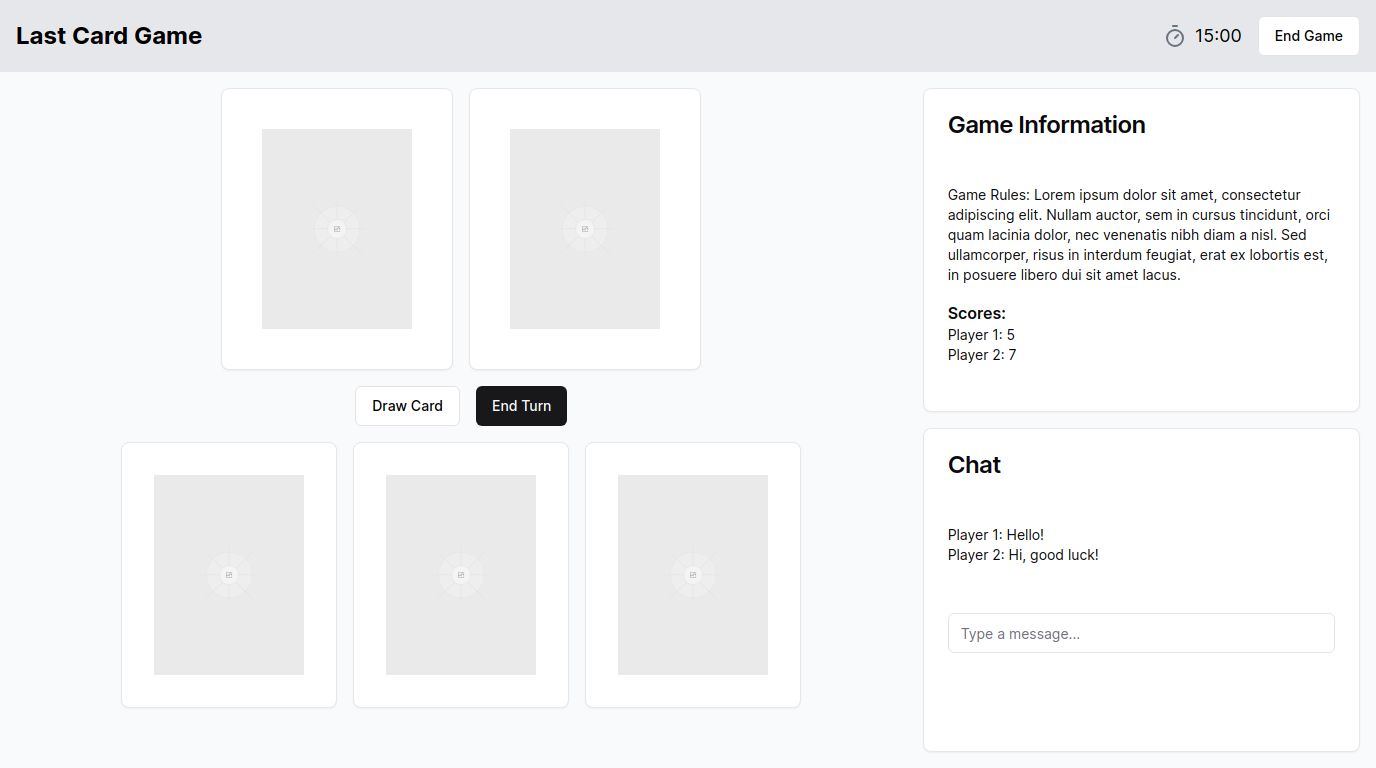 Last Card Game
15:00
End Game
Draw Card
End Turn
Game Information
Game Rules: Lorem ipsum dolor sit amet, consectetur
adipiscing elit. Nullam auctor, sem in cursus tincidunt, orci
quam lacinia dolor, nec venenatis nibh diam a nisl. Sed
ullamcorper, risus in interdum feugiat, erat ex lobortis est,
in posuere libero dui sit amet lacus.
Scores:
Player 1: 5
Player 2: 7
Chat
Player 1: Hello!
Player 2: Hi, good luck!
Type a message...